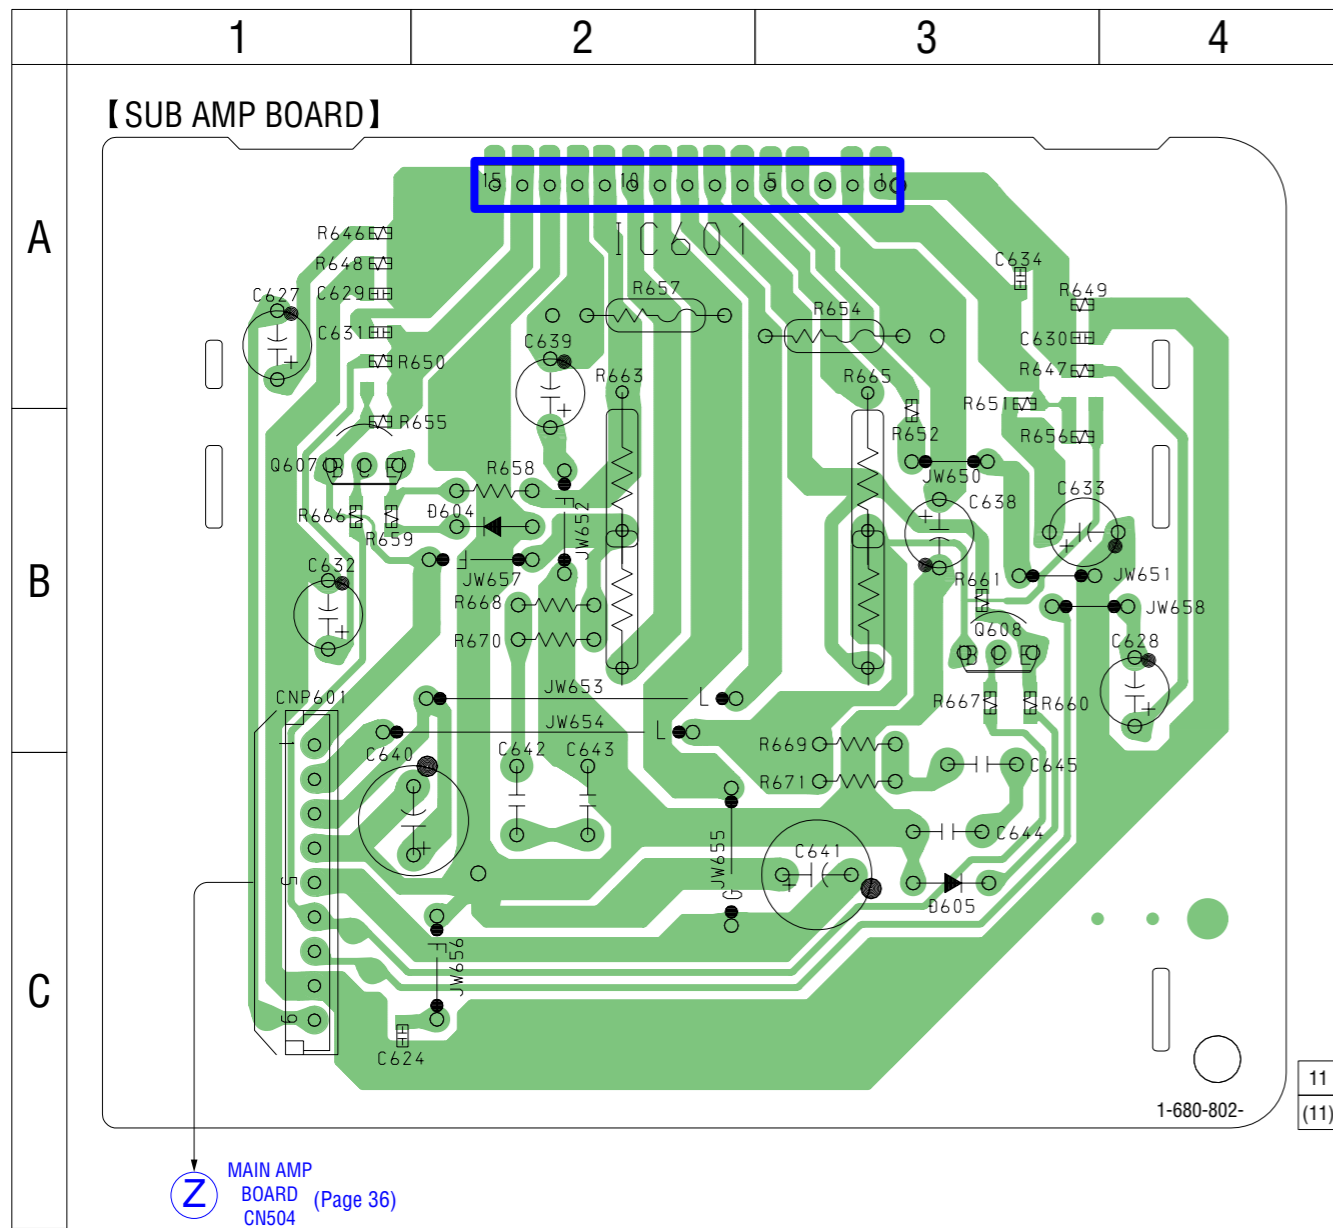 1 2 3 4
A
B
C
【SUB AMP BOARD】
15 10 5 1
IC601
R646
R648
C629
C627
C631
R650
R655
R657
R654
C639
R663
R665
C634
R649
C630
R647
R651
R656
R652
Q607 B C E
R658
D604
R666
R659
JW652
F
JW657
F
JW650
C638
C633
JW651
R661
JW658
C632
R668
R670
Q608
B C E
C628
R667
R660
CNP601
1
5
9
JW653 L
JW654 L
C640
C642
C643
R669
R671
C645
C644
C641
JW655
G
D605
F
JW656
C624
1-680-802-
11
(11)
Z
MAIN AMP
BOARD
CN504
(Page 36)